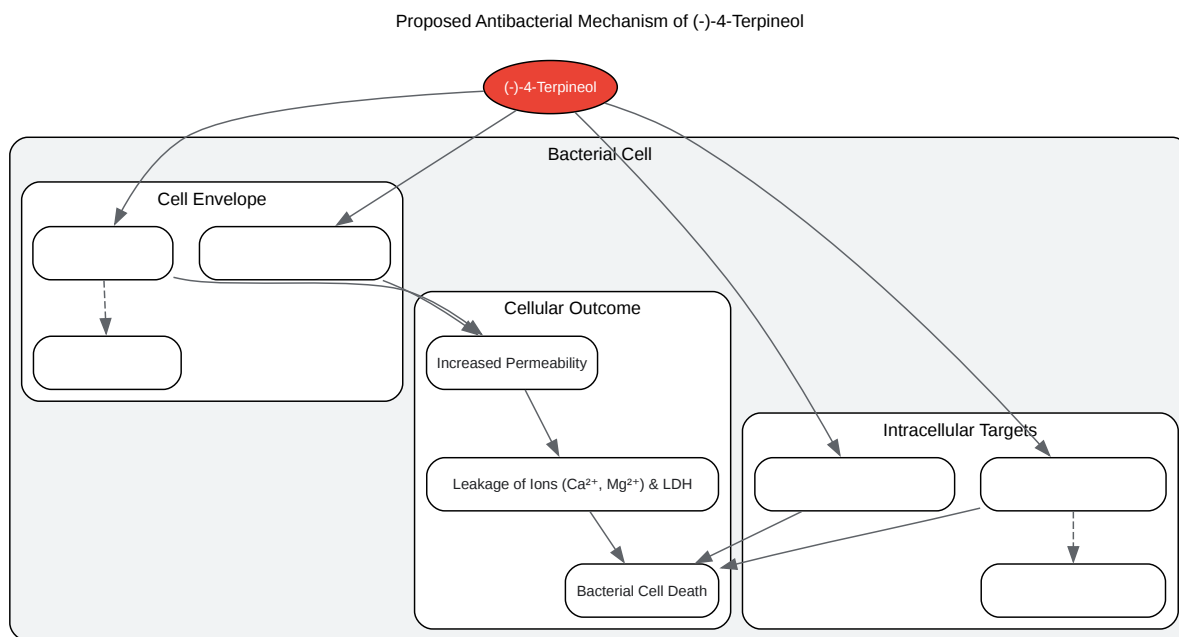 Proposed Antibacterial Mechanism of (-)-4-Terpineol
(-)-4-Terpineol
Bacterial Cell
Cell Envelope
Cellular Outcome
Increased Permeability
Intracellular Targets
Leakage of Ions (Ca²⁺, Mg²⁺) & LDH
Bacterial Cell Death